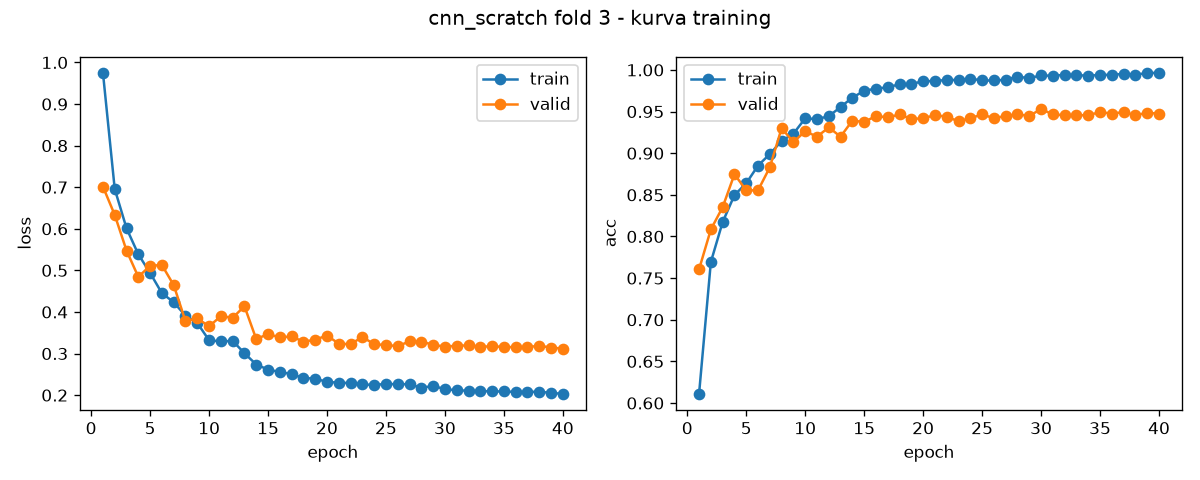 cnn_scratch fold 3 - kurva training
1.0
0.9
0.8
0.7
0.6
0.5
0.4
0.3
0.2
loss
0 5 10 15 20 25 30 35 40
epoch
train
valid
1.00
0.95
0.90
0.85
0.80
0.75
0.70
0.65
0.60
acc
0 5 10 15 20 25 30 35 40
epoch
train
valid